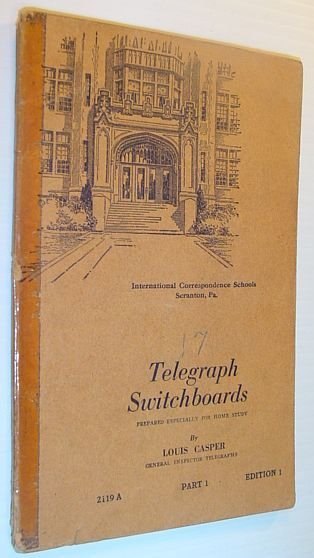 International Correspondence Schools
Scranton, Pa.
17
Telegraph
Switchboards
PREPARED ESPECIALLY FOR HOME STUDY
By
LOUIS CASPER
GENERAL INSPECTOR TELEGRAPHS
2119 A PART 1 EDITION 1